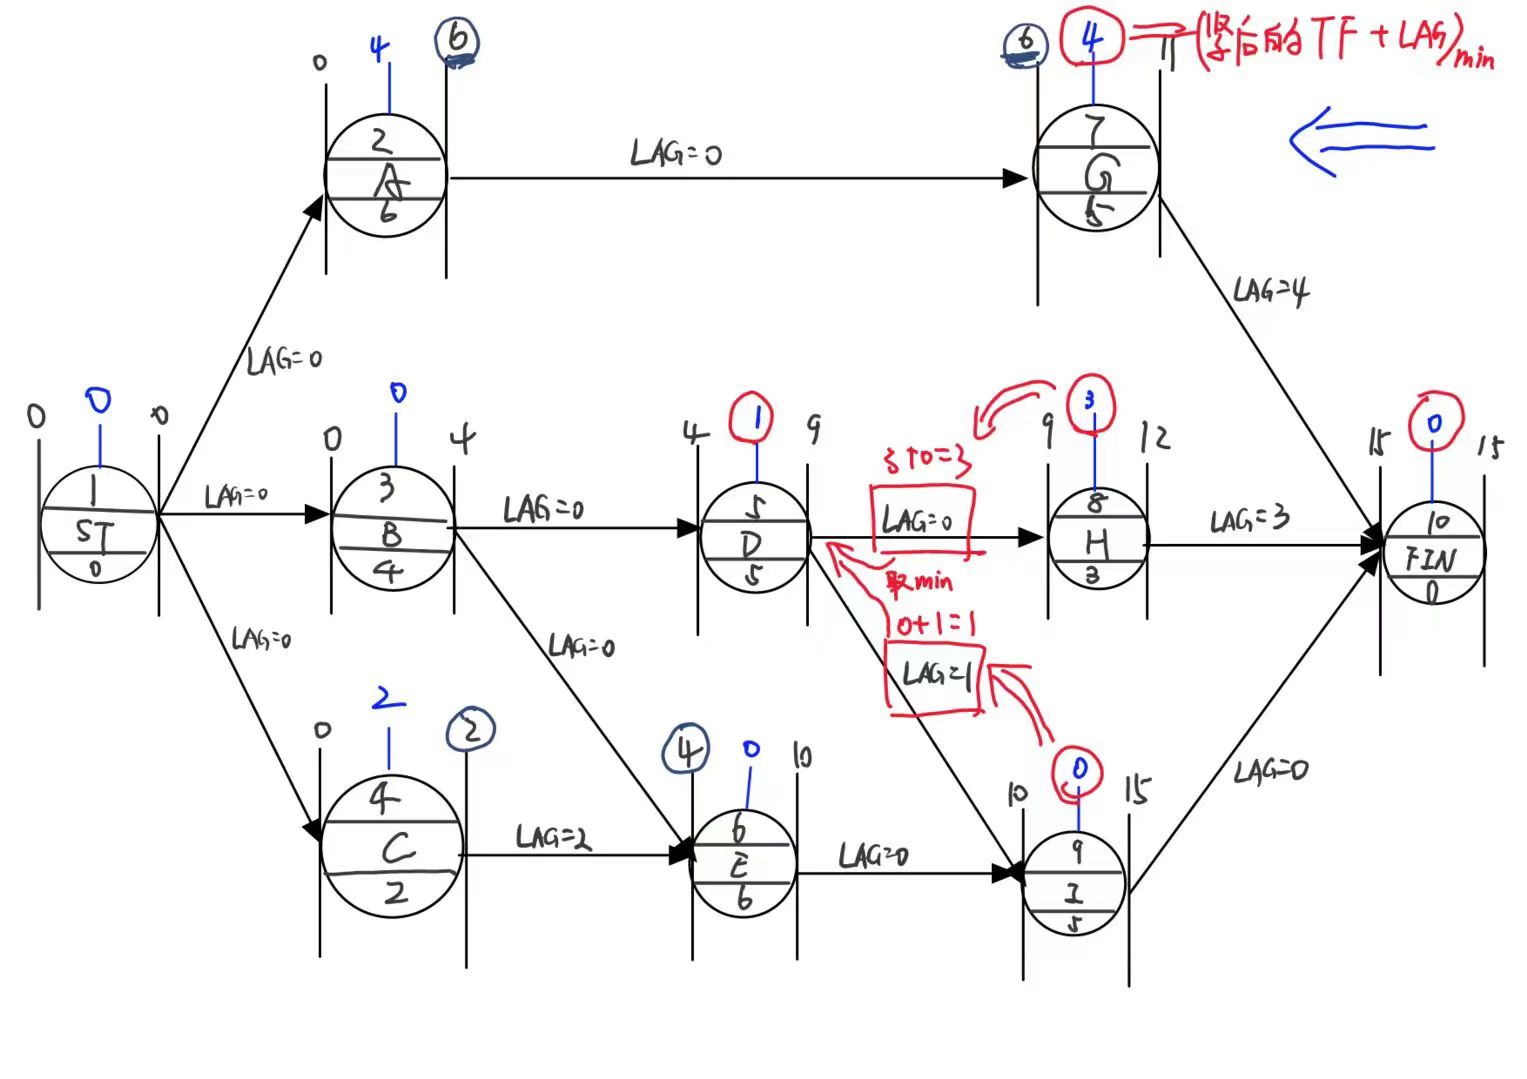 0 4 6
6 4 11 (紧后的TF+LAG)min
2
A
6
LAG=0
7
G
5
LAG=0
LAG=4
0 0 0
1
ST
0
LAG=0
0 0 4
3
B
4
LAG=0
4 1 9
5
D
5
3+0=3
LAG=0
取min
0+1=1
LAG=1
9 3 12
8
H
3
LAG=3
15 0 15
10
FIN
0
LAG=0
LAG=0
0 2 2
4
C
2
LAG=2
4 0 10
6
E
6
LAG=0
10 0 15
9
I
5
LAG=0